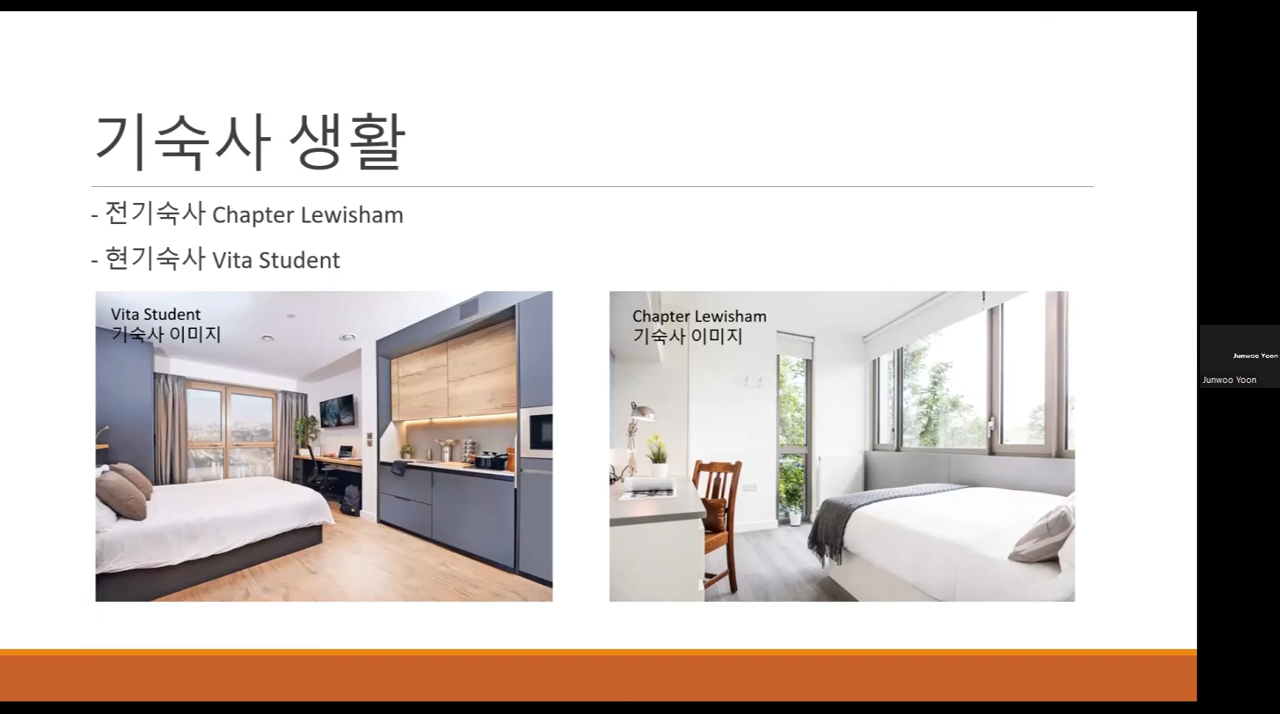 기숙사 생활
- 전기숙사 Chapter Lewisham
- 현기숙사 Vita Student
Vita Student
기숙사 이미지
Chapter Lewisham
기숙사 이미지
Junwoo Yoon
Junwoo Yoon